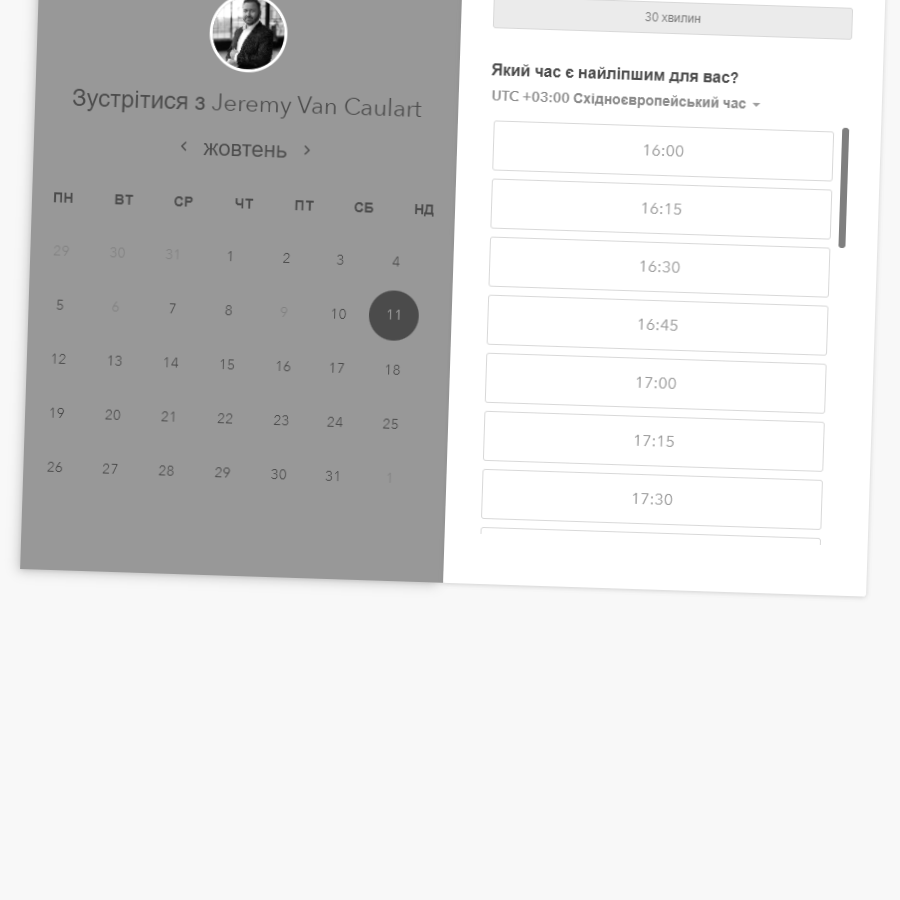 Зустрітися з Jeremy Van Caulart
жовтень
ПН ВТ СР ЧТ ПТ СБ НД
29 30 31 1 2 3 4
5 6 7 8 9 10 11
12 13 14 15 16 17 18
19 20 21 22 23 24 25
26 27 28 29 30 31 1
30 хвилин
Який час є найліпшим для вас?
UTC +03:00 Східноєвропейський час
16:00
16:15
16:30
16:45
17:00
17:15
17:30